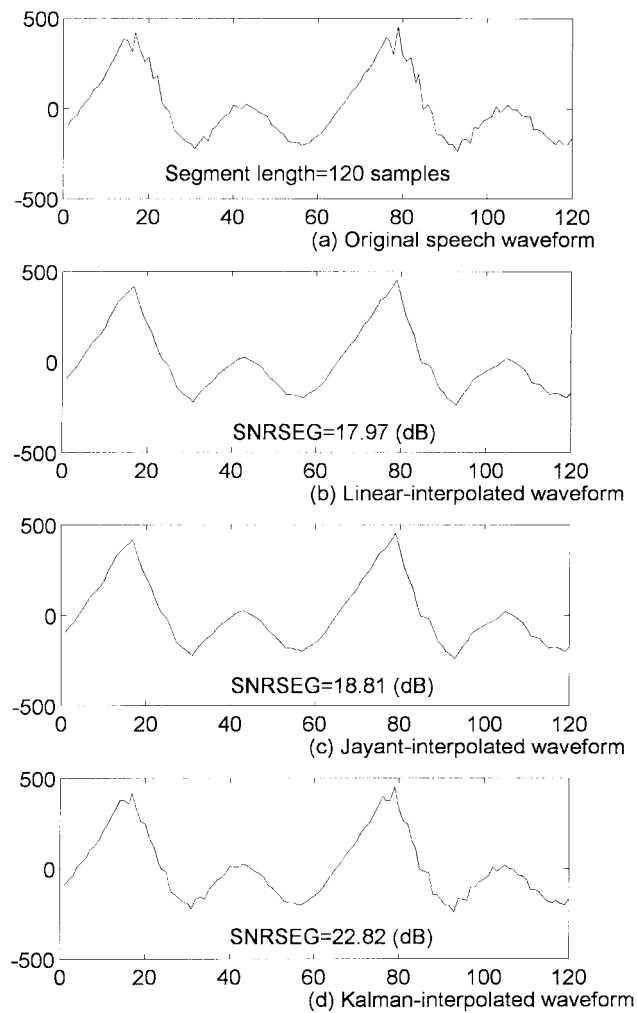 500
0
Segment length=120 samples
-500
0 20 40 60 80 100 120
(a) Original speech waveform
500
0
SNRSEG=17.97 (dB)
-500
0 20 40 60 80 100 120
(b) Linear-interpolated waveform
500
0
SNRSEG=18.81 (dB)
-500
0 20 40 60 80 100 120
(c) Jayant-interpolated waveform
500
0
SNRSEG=22.82 (dB)
-500
0 20 40 60 80 100 120
(d) Kalman-interpolated waveform